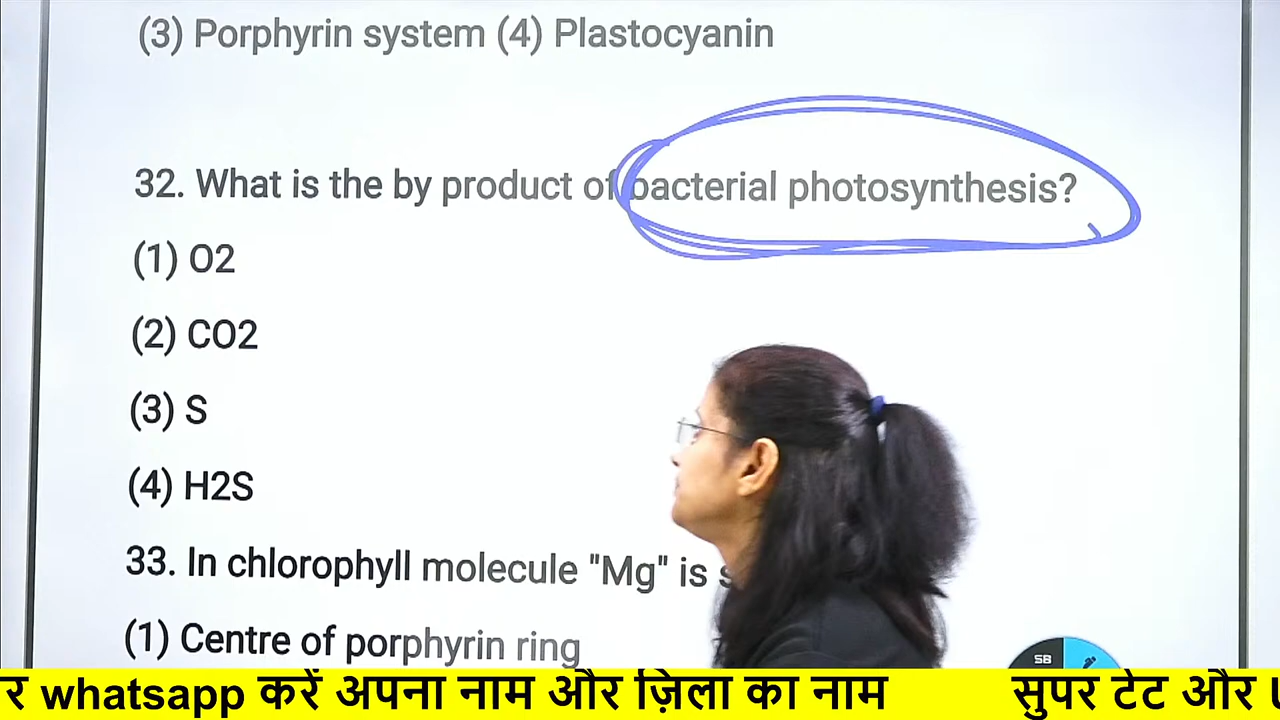 (3) Porphyrin system (4) Plastocyanin
32. What is the by product of bacterial photosynthesis?
(1) O2
(2) CO2
(3) S
(4) H2S
33. In chlorophyll molecule "Mg" is
(1) Centre of porphyrin ring
SB
र whatsapp करें अपना नाम और ज़िला का नाम सुपर टेट और